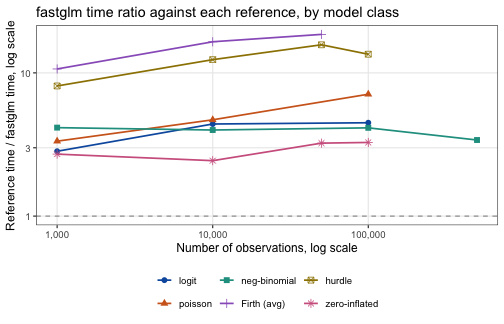 fastglm time ratio against each reference, by model class
Reference time / fastglm time, log scale
10
3
1
1,000
10,000
100,000
Number of observations, log scale
logit
neg-binomial
hurdle
poisson
Firth (avg)
zero-inflated